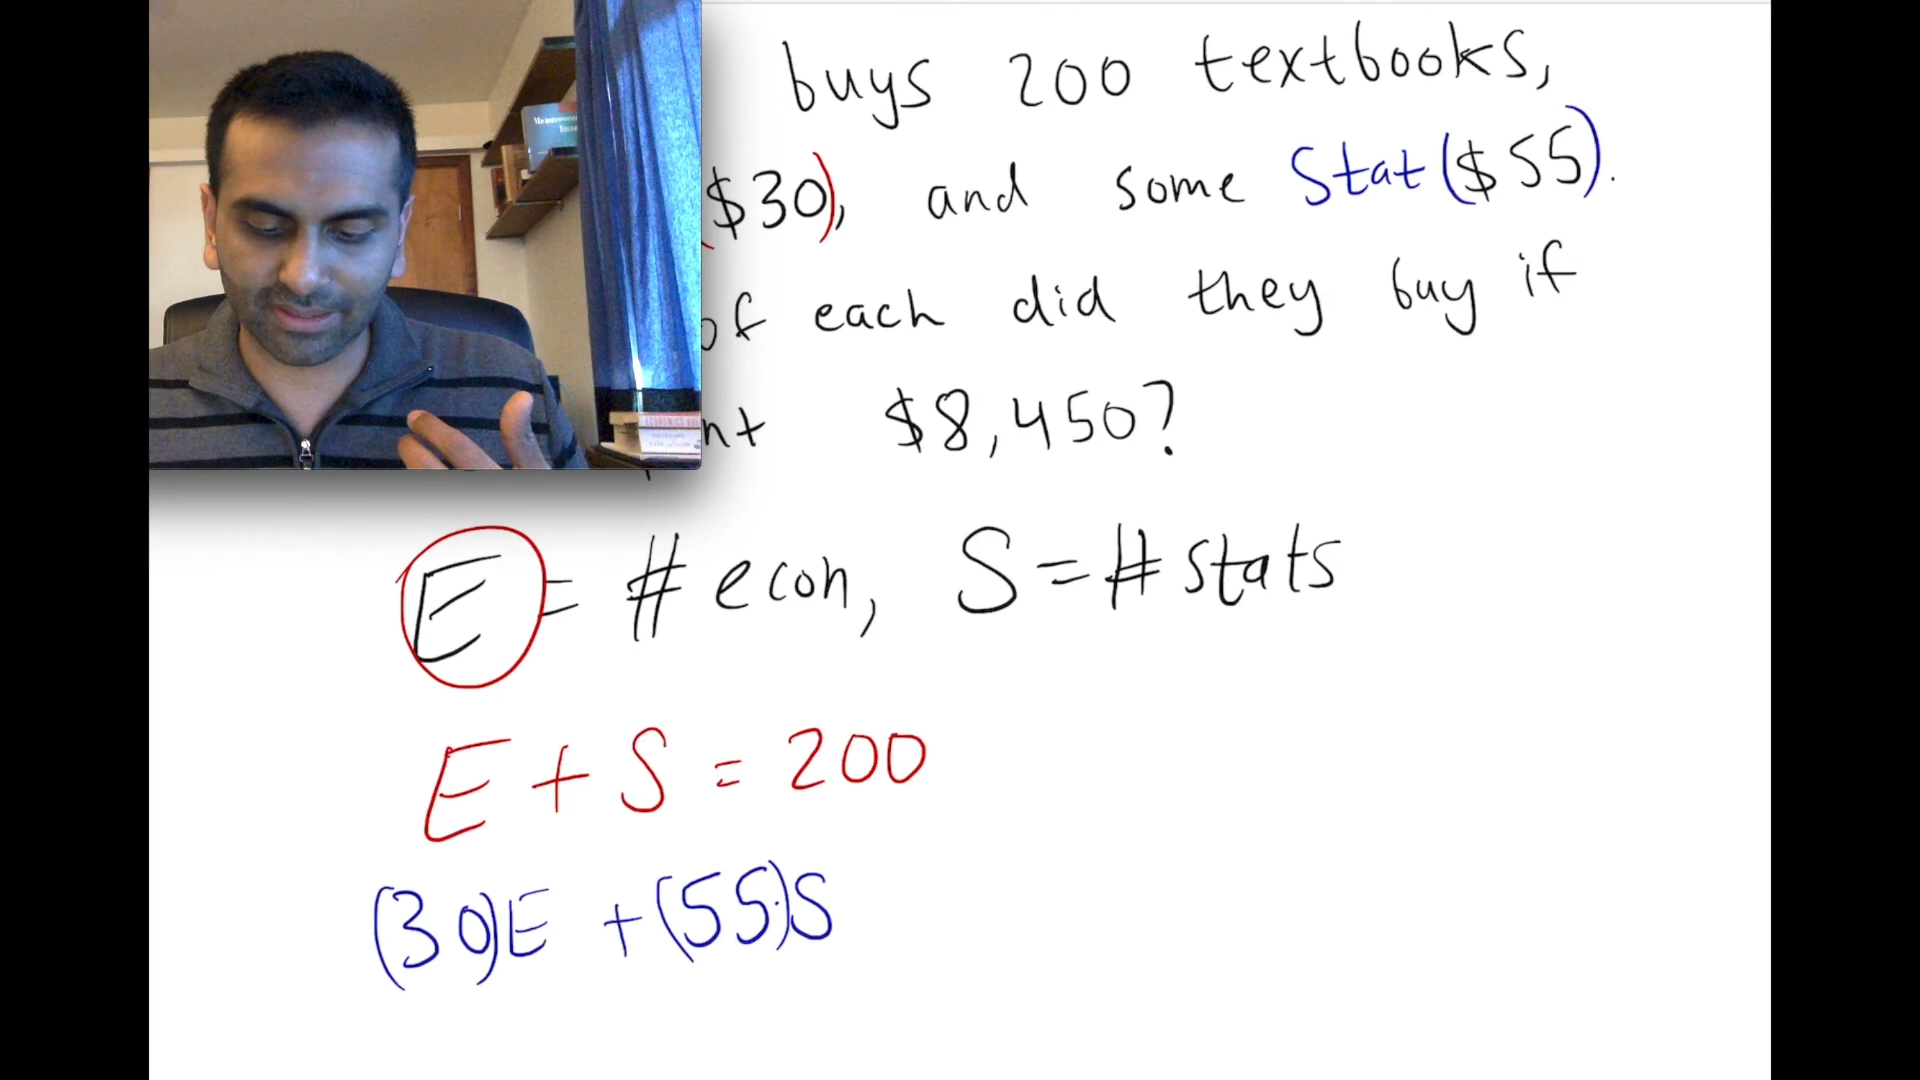 buys 200 textbooks,
($30), and some Stat ($55).
of each did they buy if
$8,450?
E = # econ, S = # stats
E + S = 200
(30)E + (55)S